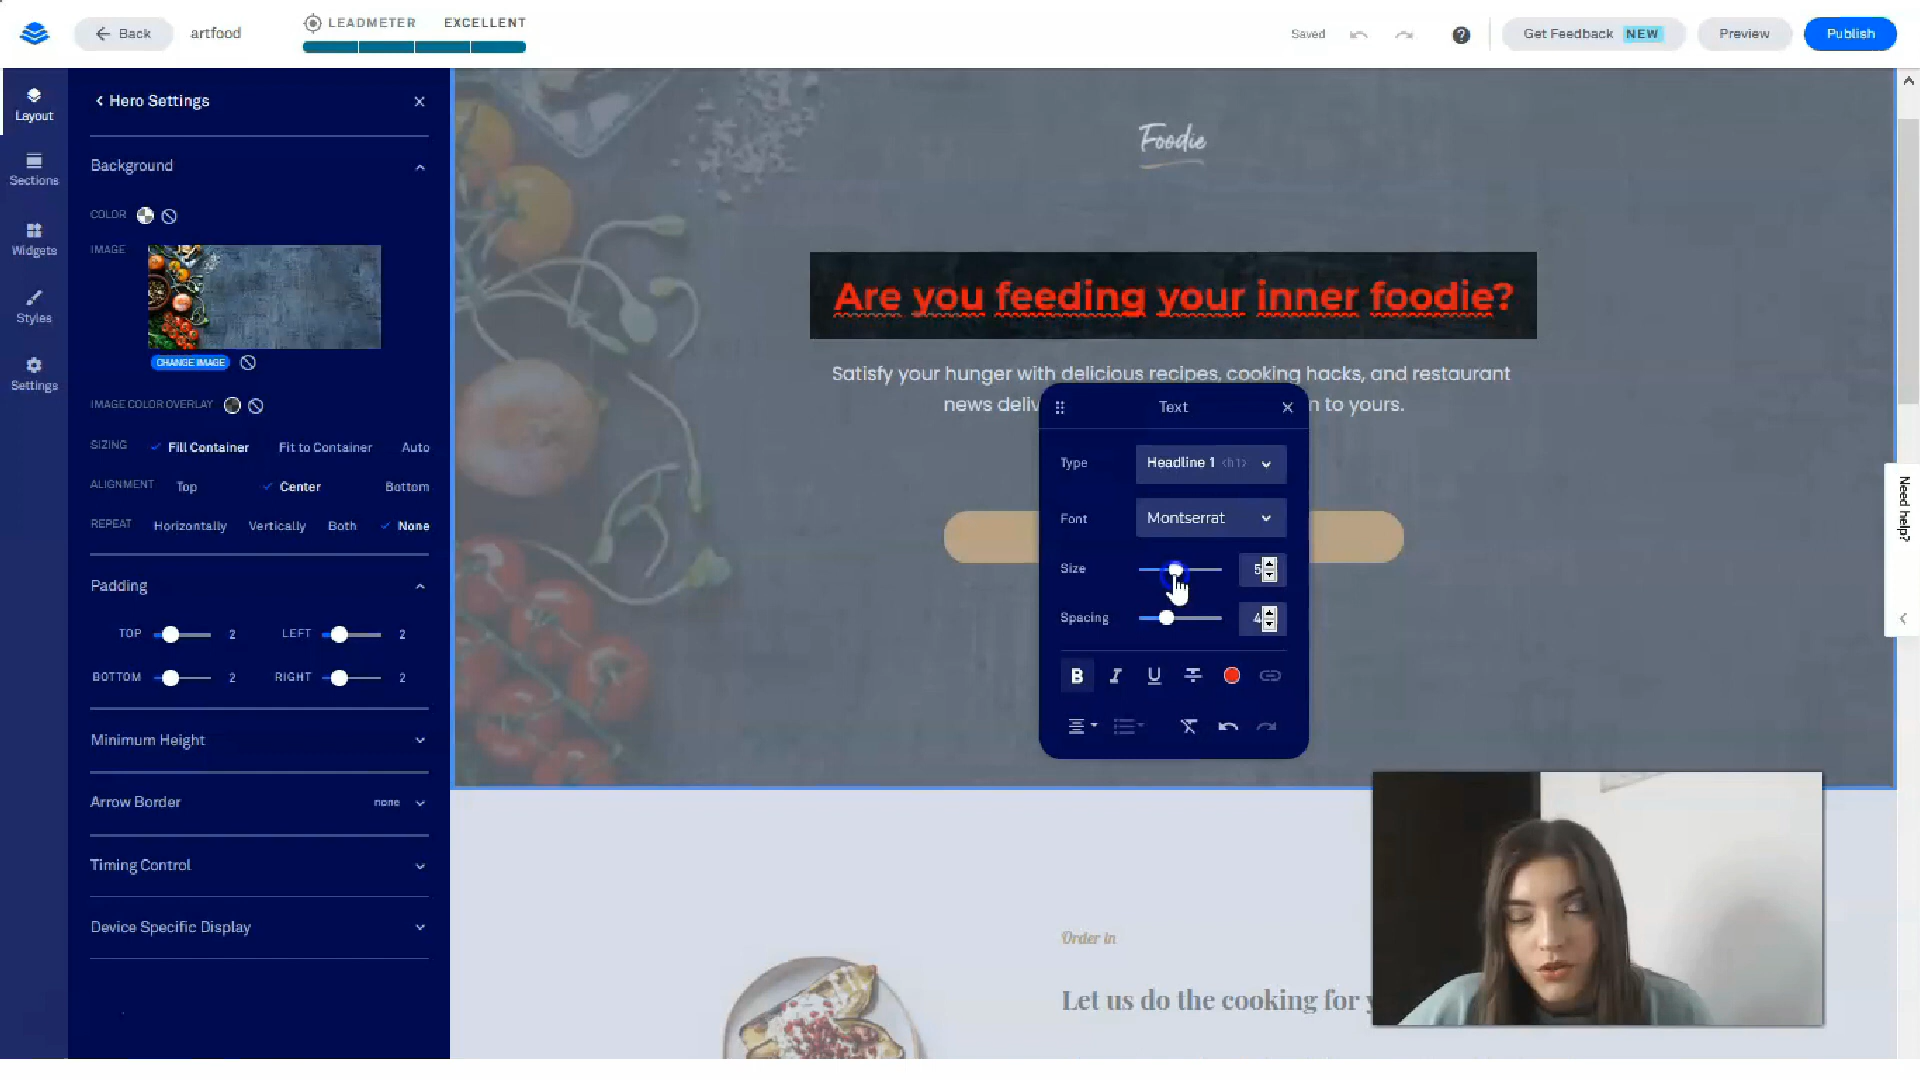 Back
artfood
LEADMETER EXCELLENT
Saved
Get Feedback NEW
Preview
Publish
Layout
Sections
Widgets
Styles
Settings
Hero Settings
Background
COLOR
IMAGE
CHANGE IMAGE
IMAGE COLOR OVERLAY
SIZING Fill Container Fit to Container Auto
ALIGNMENT Top Center Bottom
REPEAT Horizontally Vertically Both None
Padding
TOP 2 LEFT 2
BOTTOM 2 RIGHT 2
Minimum Height
Arrow Border none
Timing Control
Device Specific Display
Foodie
Are you feeding your inner foodie?
Satisfy your hunger with delicious recipes, cooking hacks, and restaurant
news to yours.
Text
Type Headline 1 <h1>
Font Montserrat
Size 5
Spacing 4
B I U
Need help?
Order in
Let us do the cooking for